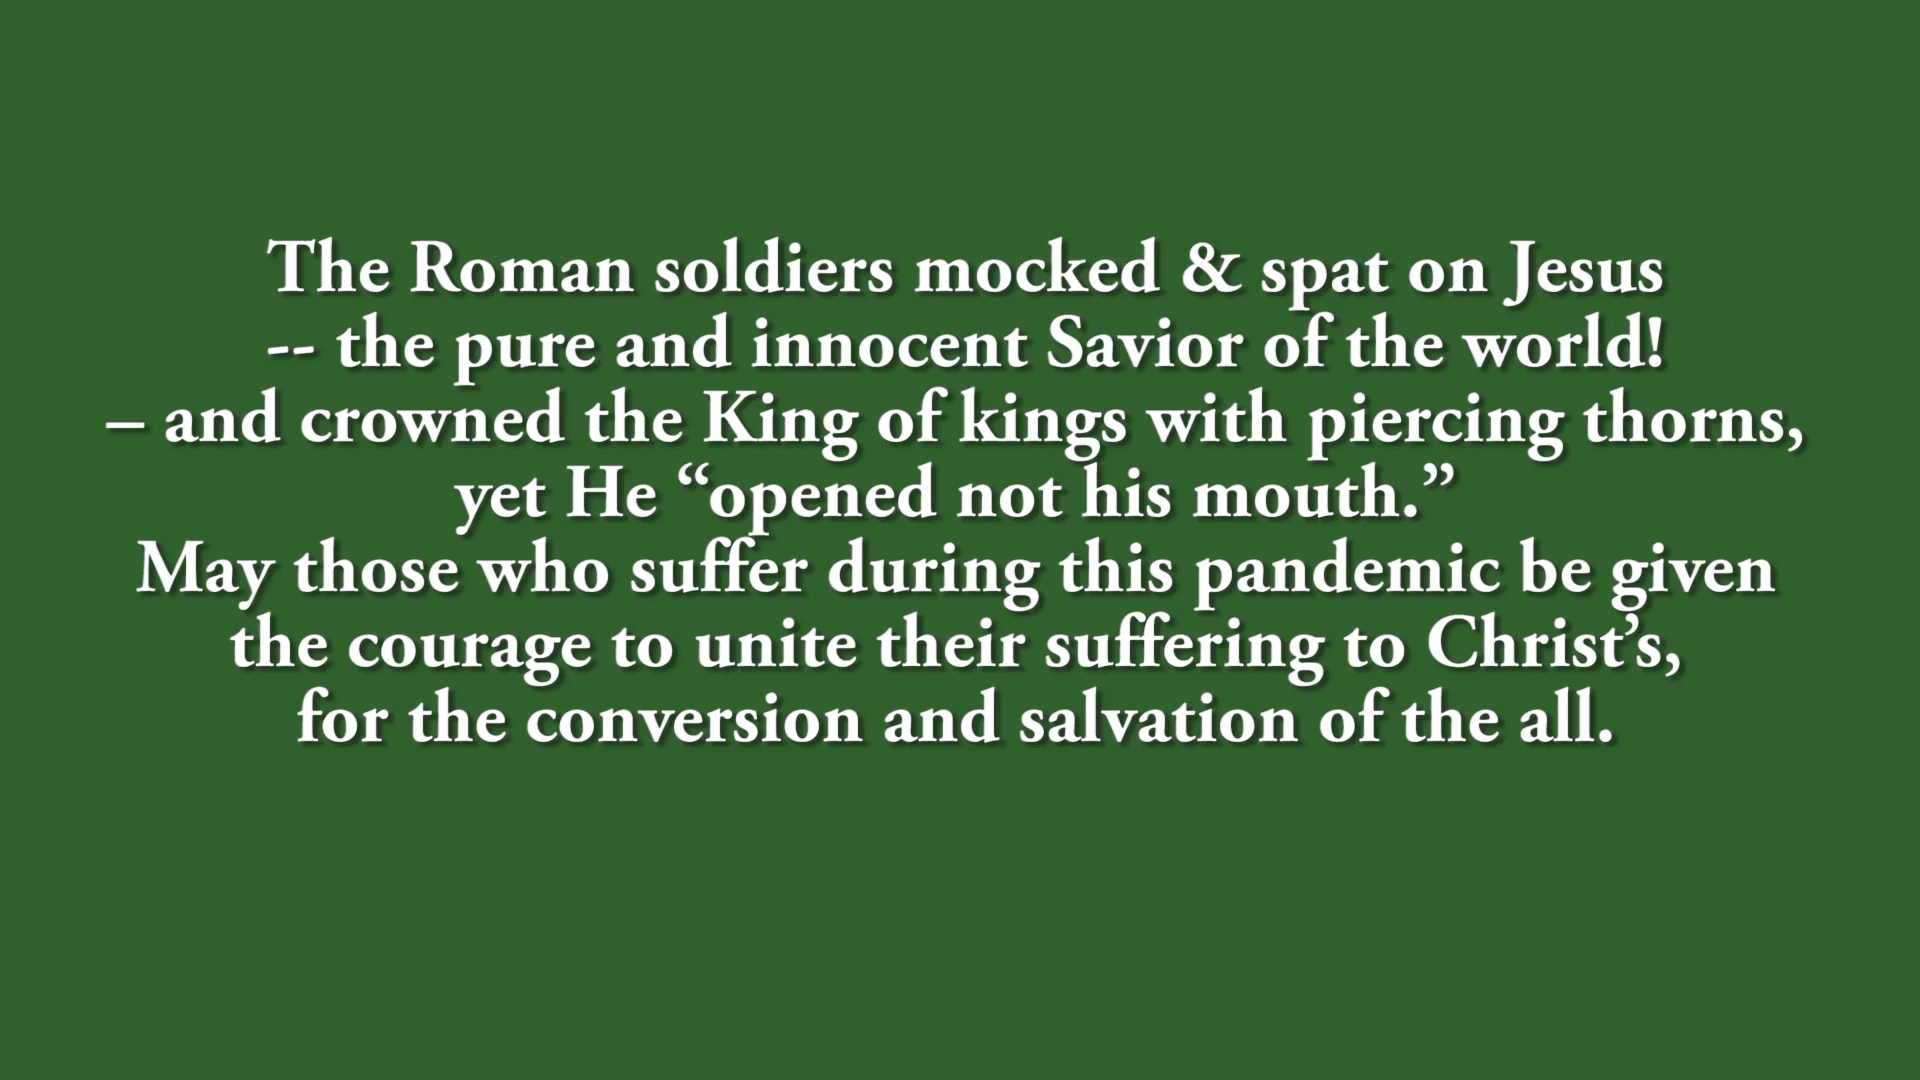 The Roman soldiers mocked & spat on Jesus
-- the pure and innocent Savior of the world!
– and crowned the King of kings with piercing thorns,
yet He “opened not his mouth.”
May those who suffer during this pandemic be given
the courage to unite their suffering to Christ’s,
for the conversion and salvation of the all.